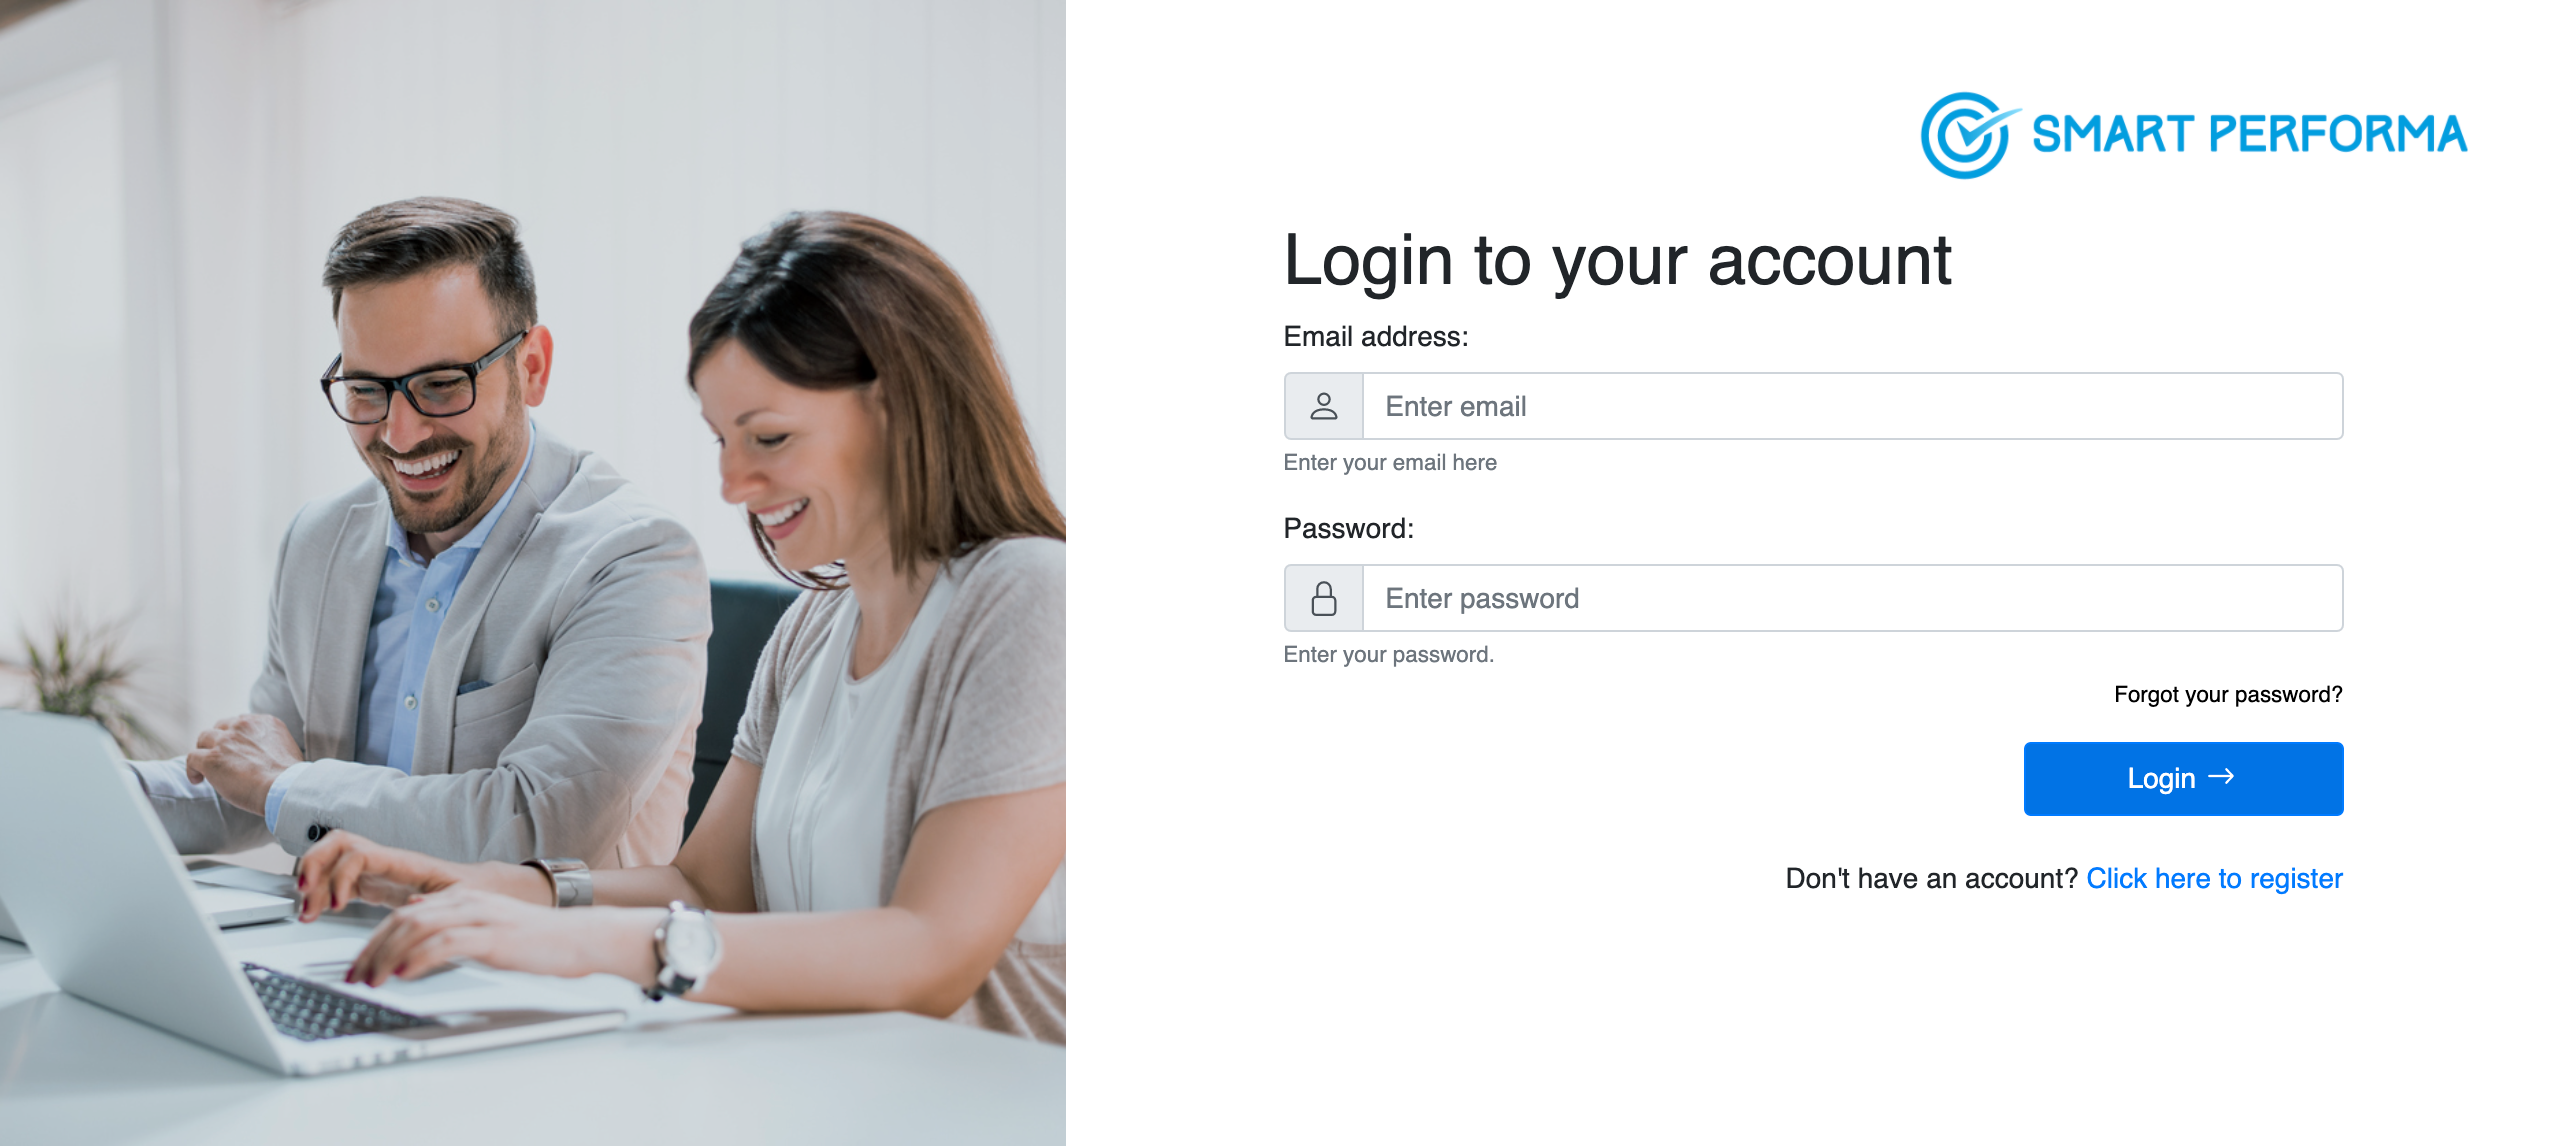 SMART PERFORMA
Login to your account
Email address:
Enter email
Enter your email here
Password:
Enter password
Enter your password.
Forgot your password?
Login →
Don't have an account? Click here to register